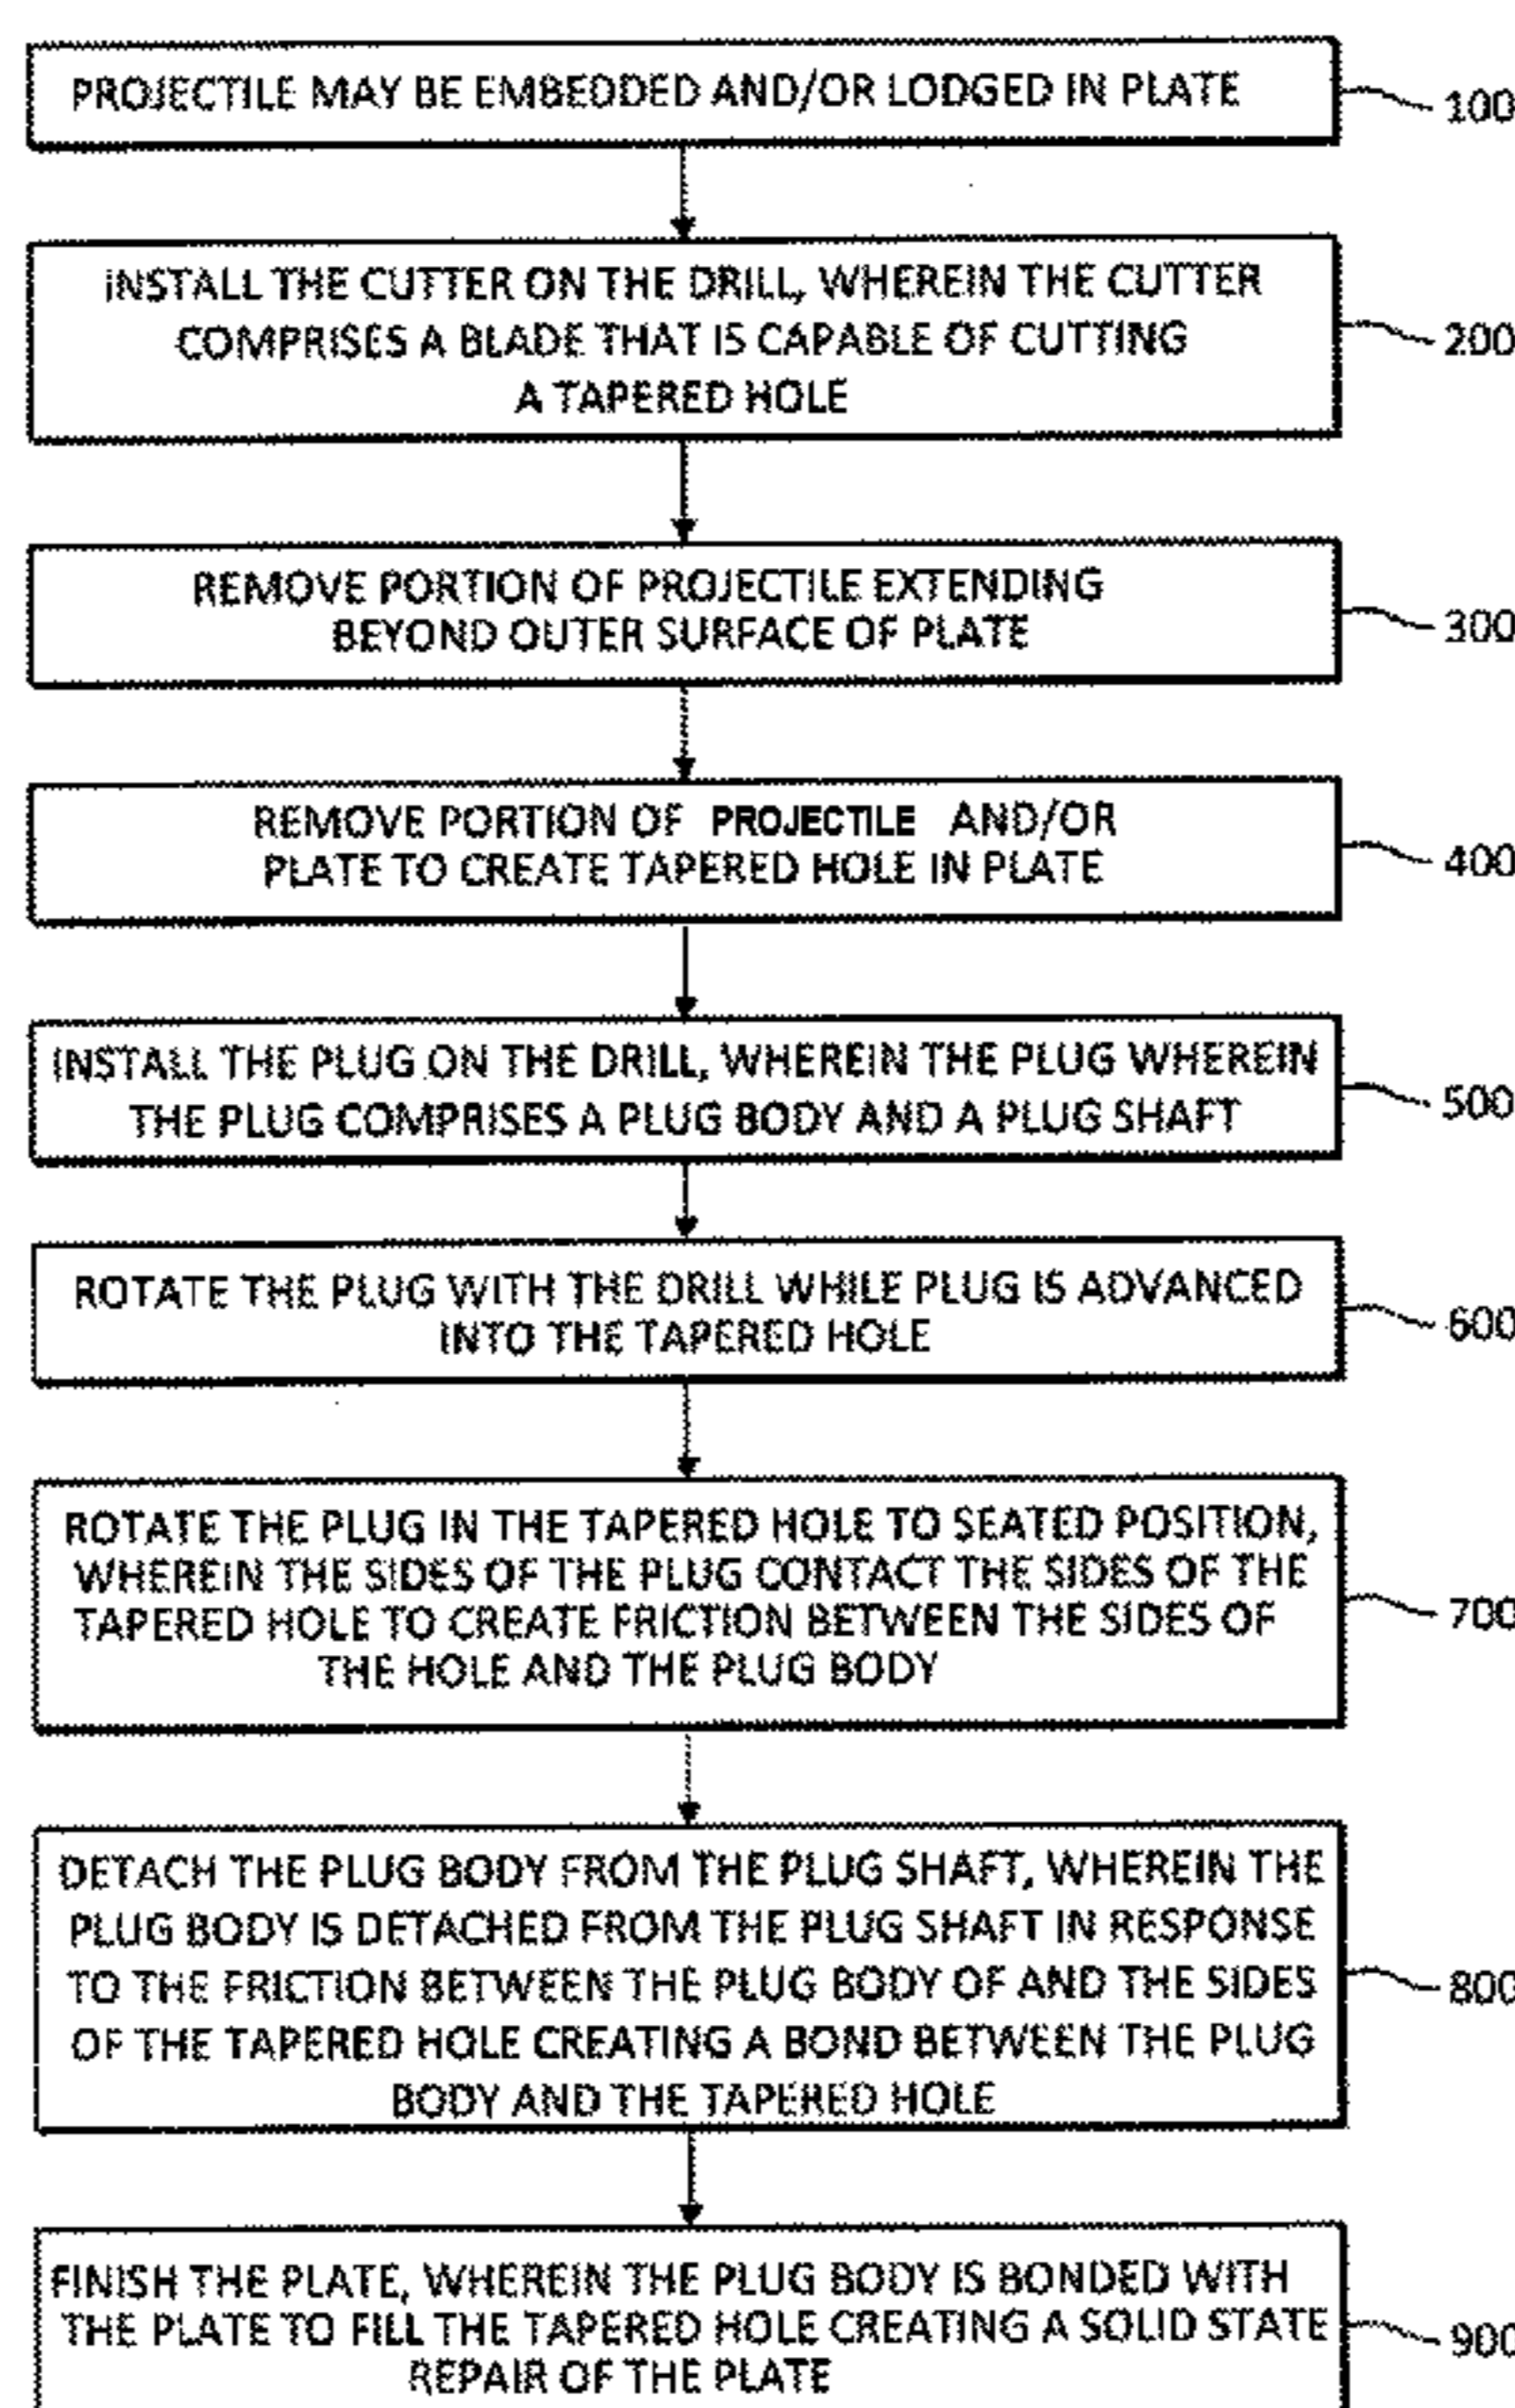 PROJECTILE MAY BE EMBEDDED AND/OR LODGED IN PLATE
100
INSTALL THE CUTTER ON THE DRILL, WHEREIN THE CUTTER
COMPRISES A BLADE THAT IS CAPABLE OF CUTTING
A TAPERED HOLE
200
REMOVE PORTION OF PROJECTILE EXTENDING
BEYOND OUTER SURFACE OF PLATE
300
REMOVE PORTION OF PROJECTILE AND/OR
PLATE TO CREATE TAPERED HOLE IN PLATE
400
INSTALL THE PLUG ON THE DRILL, WHEREIN THE PLUG WHEREIN
THE PLUG COMPRISES A PLUG BODY AND A PLUG SHAFT
500
ROTATE THE PLUG WITH THE DRILL WHILE PLUG IS ADVANCED
INTO THE TAPERED HOLE
600
ROTATE THE PLUG IN THE TAPERED HOLE TO SEATED POSITION,
WHEREIN THE SIDES OF THE PLUG CONTACT THE SIDES OF THE
TAPERED HOLE TO CREATE FRICTION BETWEEN THE SIDES OF
THE HOLE AND THE PLUG BODY
700
DETACH THE PLUG BODY FROM THE PLUG SHAFT, WHEREIN THE
PLUG BODY IS DETACHED FROM THE PLUG SHAFT IN RESPONSE
TO THE FRICTION BETWEEN THE PLUG BODY OF AND THE SIDES
OF THE TAPERED HOLE CREATING A BOND BETWEEN THE PLUG
BODY AND THE TAPERED HOLE
800
FINISH THE PLATE, WHEREIN THE PLUG BODY IS BONDED WITH
THE PLATE TO FILL THE TAPERED HOLE CREATING A SOLID STATE
REPAIR OF THE PLATE
900